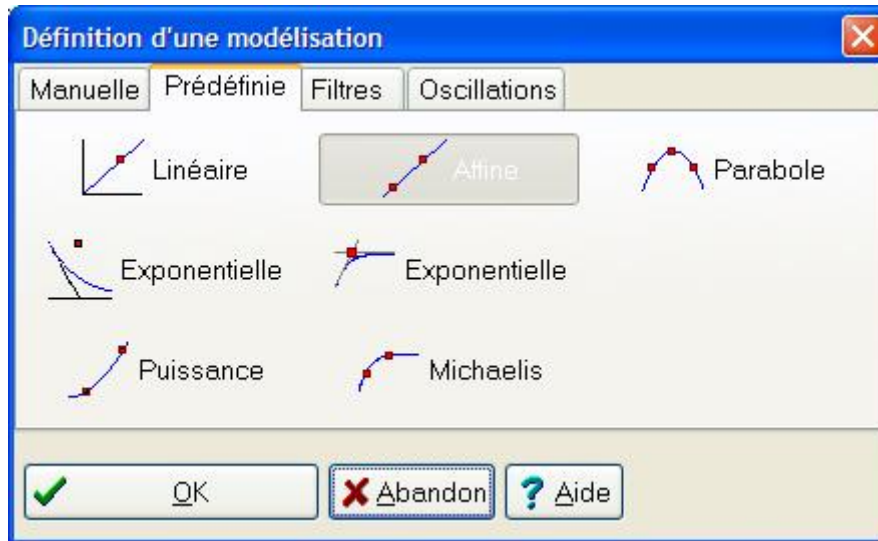 Définition d'une modélisation
Manuelle Prédéfinie Filtres Oscillations
Linéaire Affine Parabole
Exponentielle Exponentielle
Puissance Michaelis
OK Abandon ? Aide